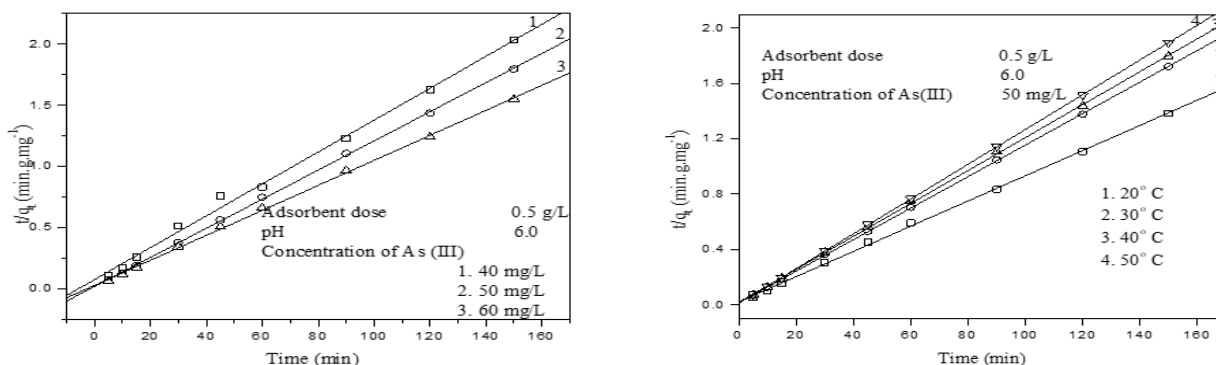 1
2
3
2.0
1.5
1.0
0.5
0.0
t/qt (min.g.mg-1)
Adsorbent dose 0.5 g/L
pH 6.0
Concentration of As (III)
1. 40 mg/L
2. 50 mg/L
3. 60 mg/L
0 20 40 60 80 100 120 140 160
Time (min)
4
2.0
1.6
1.2
0.8
0.4
0.0
t/qt (min.g.mg-1)
Adsorbent dose 0.5 g/L
pH 6.0
Concentration of As(III) 50 mg/L
1. 20° C
2. 30° C
3. 40° C
4. 50° C
0 20 40 60 80 100 120 140 160
Time (min)